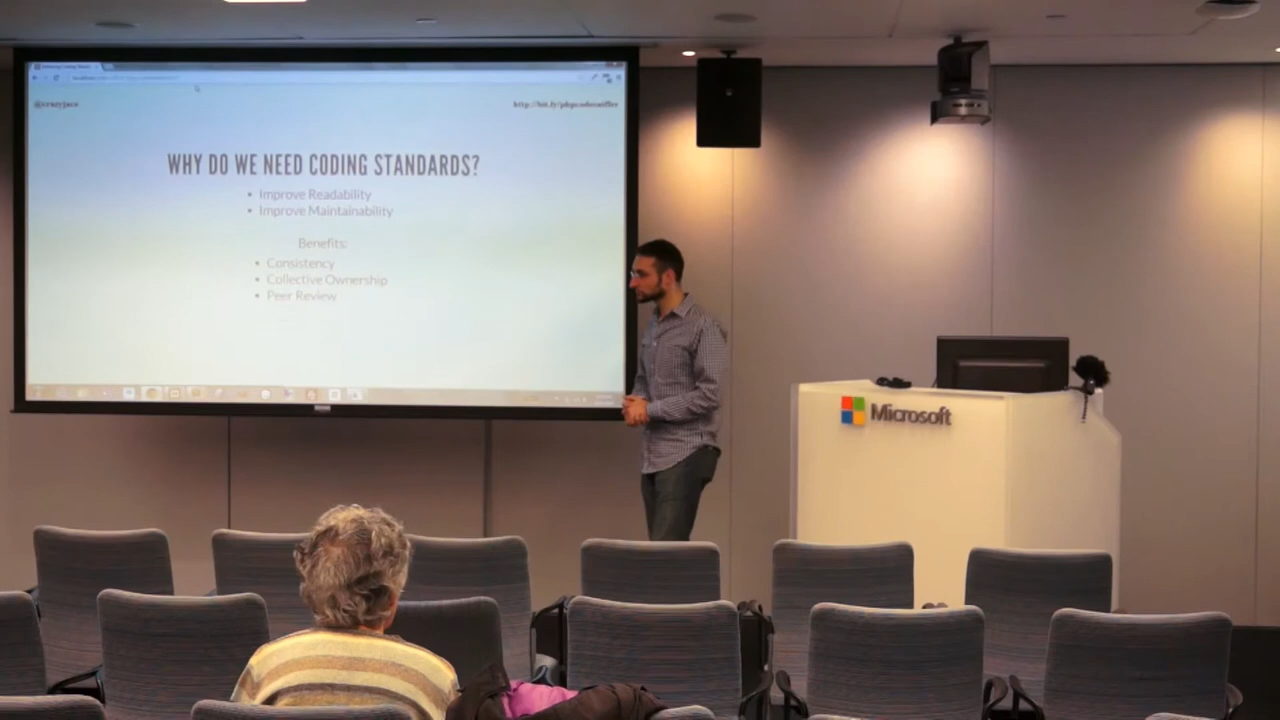 @crazyjaco
http://bit.ly/phpcodesniffer
WHY DO WE NEED CODING STANDARDS?
• Improve Readability
• Improve Maintainability
Benefits:
• Consistency
• Collective Ownership
• Peer Review
Microsoft